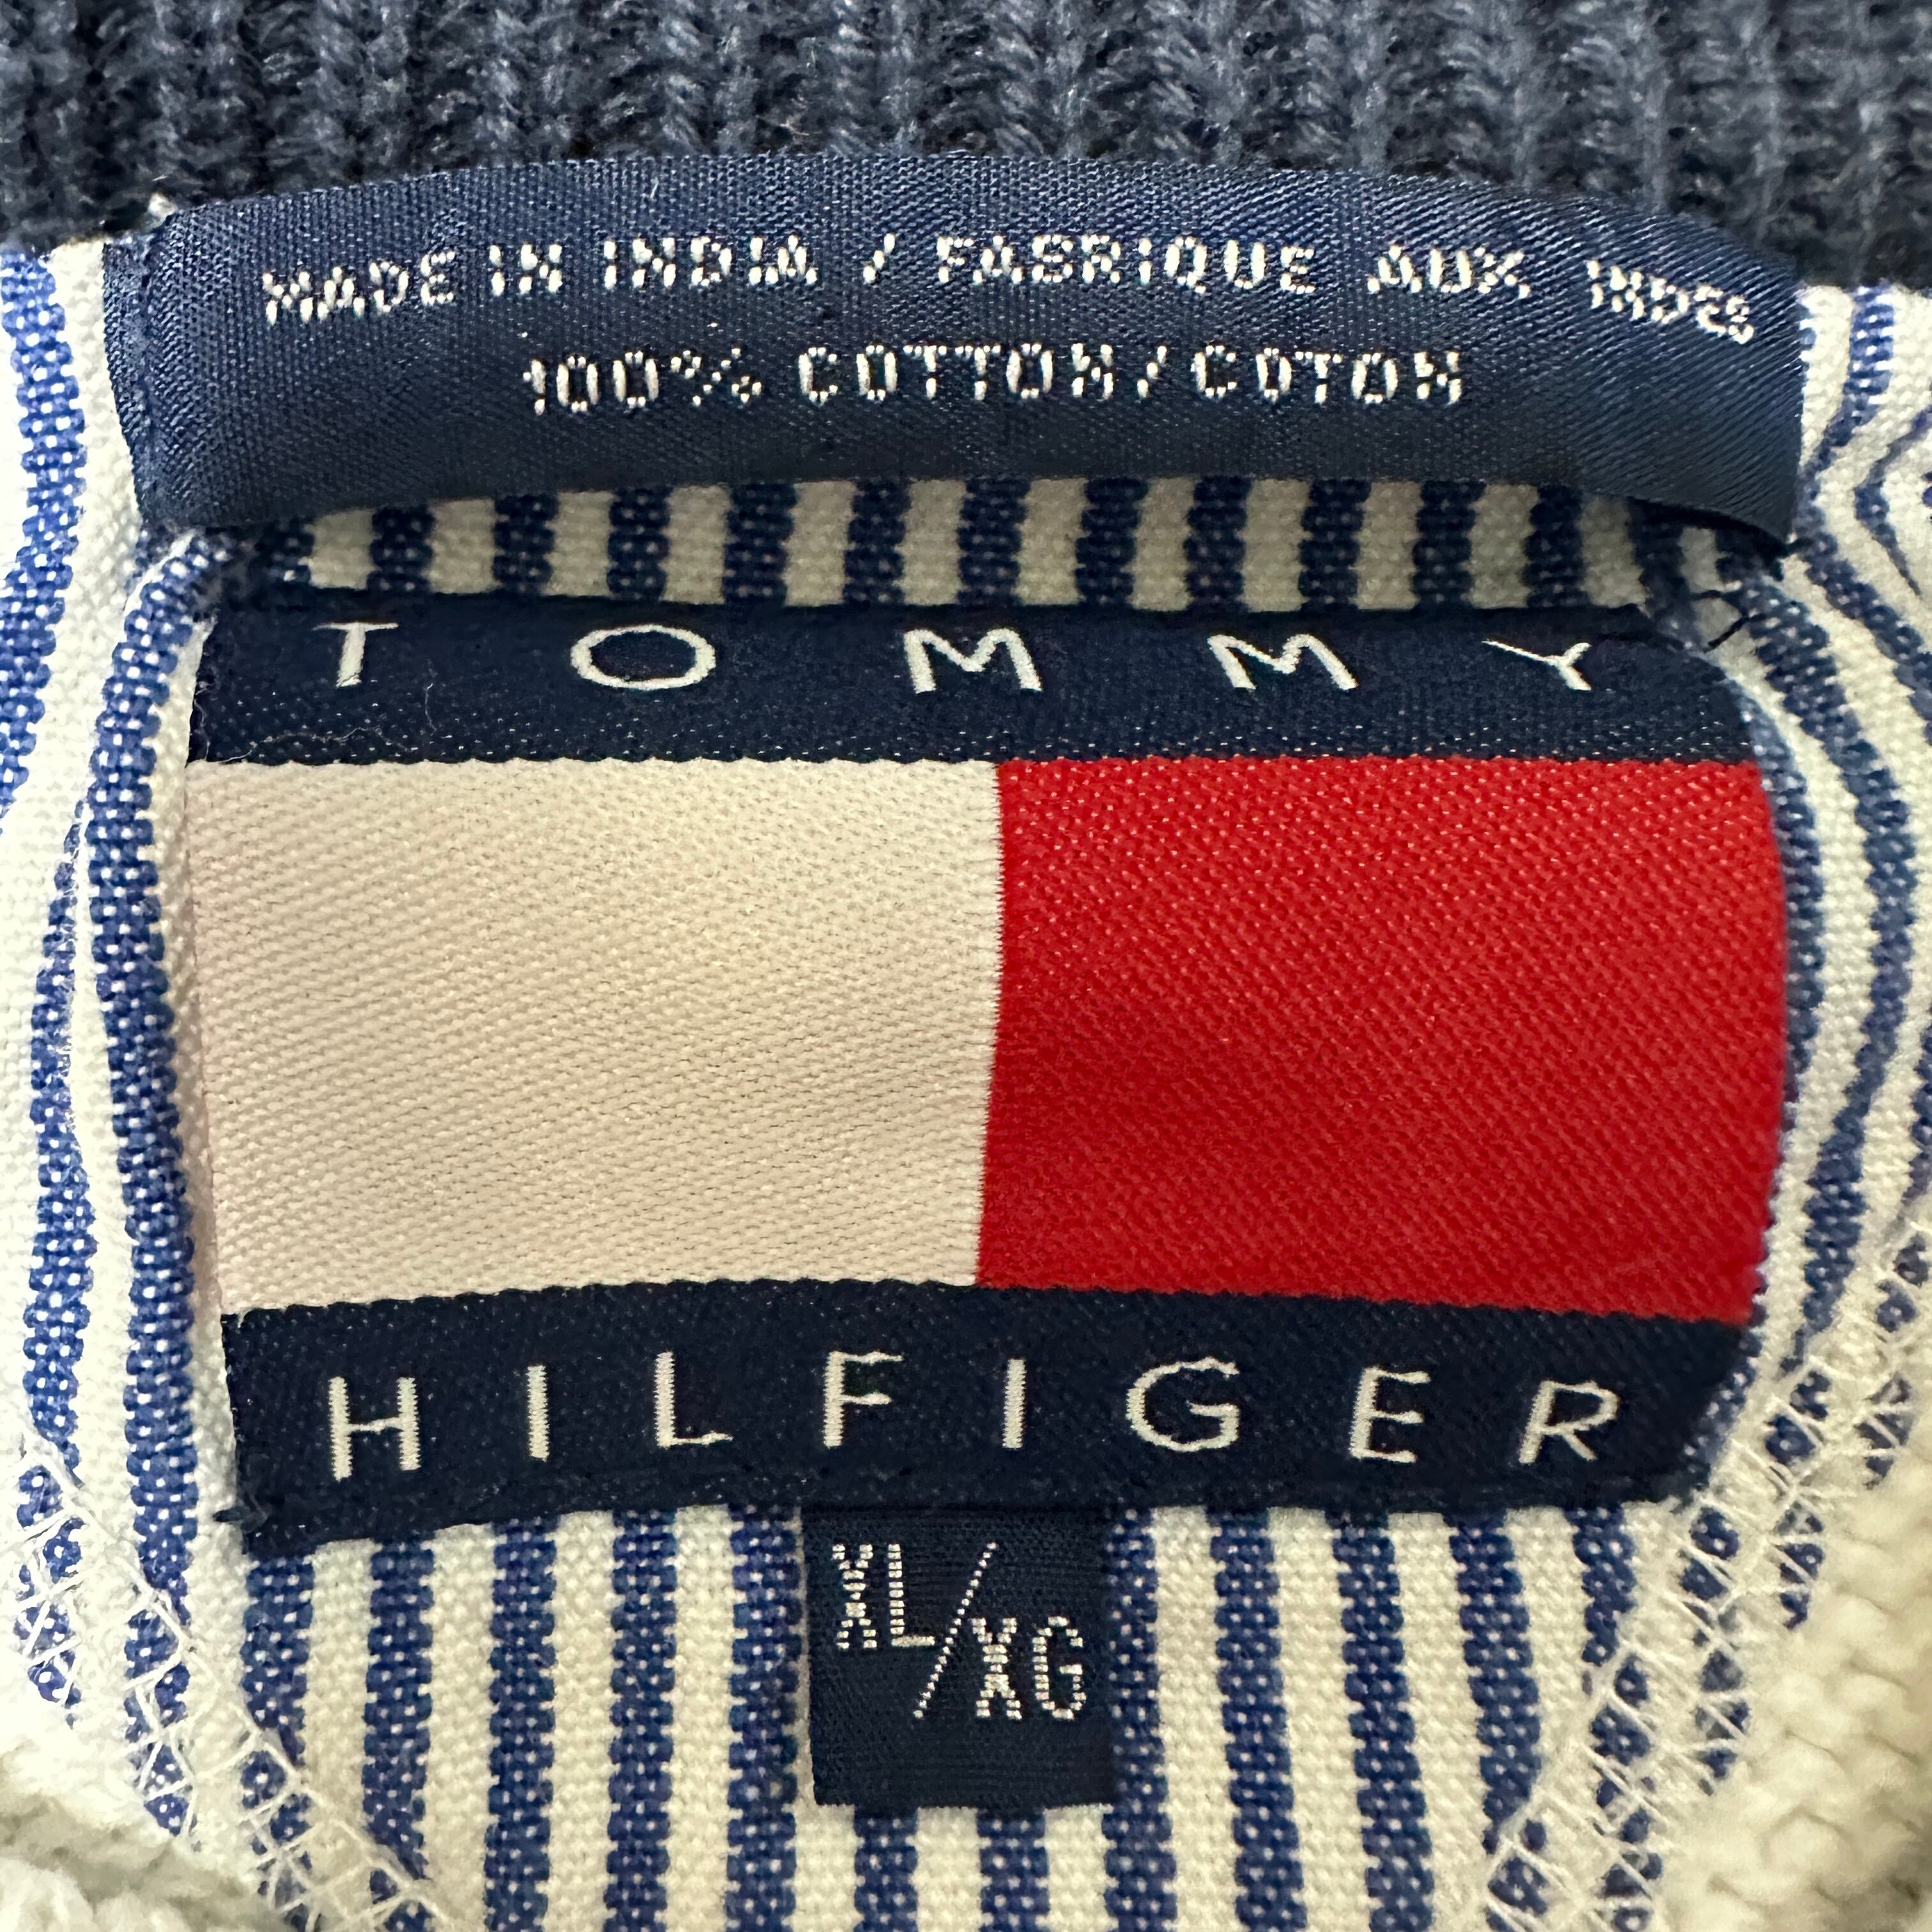 MADE IN INDIA / FABRIQUE AUX INDES
100% COTTON/COTON
TOMMY
HILFIGER
XL/XG